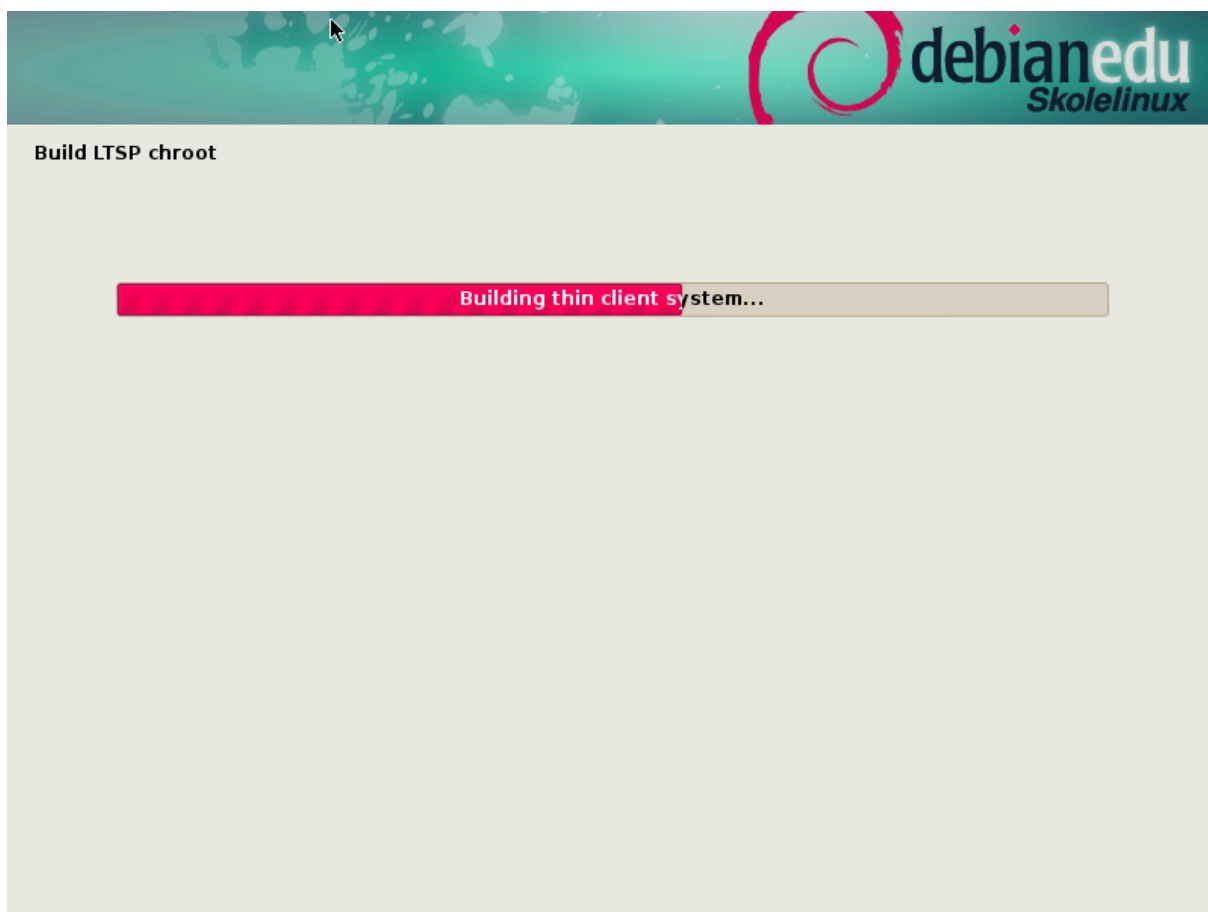 debianedu
Skolelinux
Build LTSP chroot
Building thin client system...